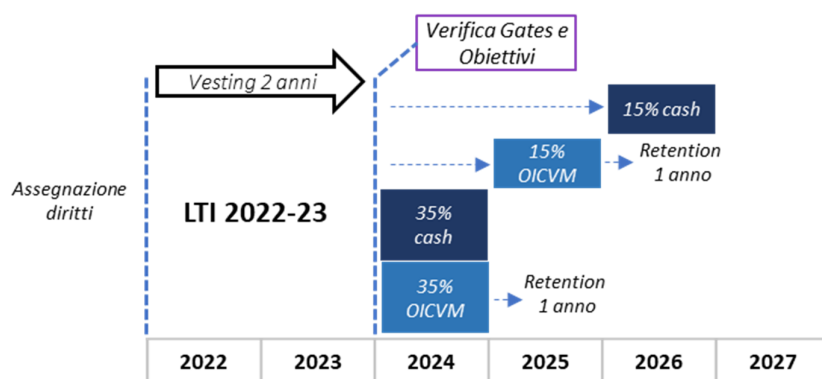 Verifica Gates e
Obiettivi
Vesting 2 anni
15% cash
15%
OICVM
Retention
1 anno
Assegnazione
diritti
LTI 2022-23
35%
cash
35%
OICVM
Retention
1 anno
2022 2023 2024 2025 2026 2027